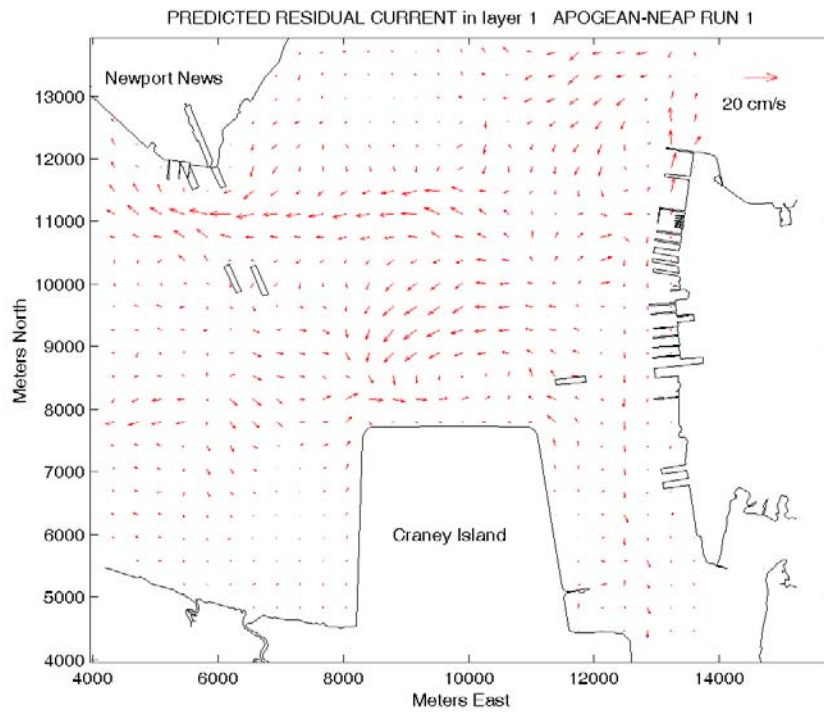 PREDICTED RESIDUAL CURRENT in layer 1 APOGEAN-NEAP RUN 1
Newport News
20 cm/s
13000
12000
11000
10000
9000
8000
7000
6000
5000
4000
Meters North
Craney Island
4000 6000 8000 10000 12000 14000
Meters East